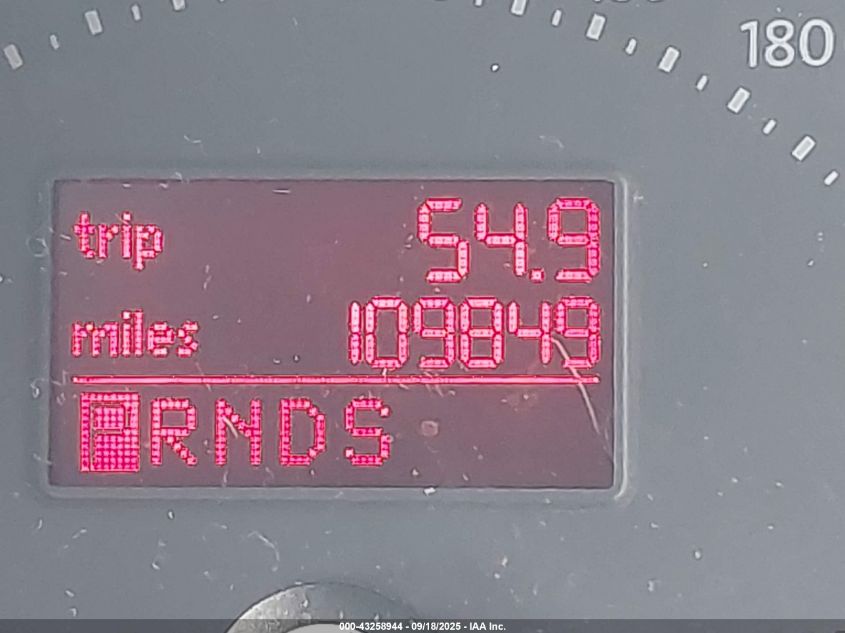 180
trip 54.9
miles 109849
PRNDS
000-43258944 - 09/18/2025 - IAA Inc.